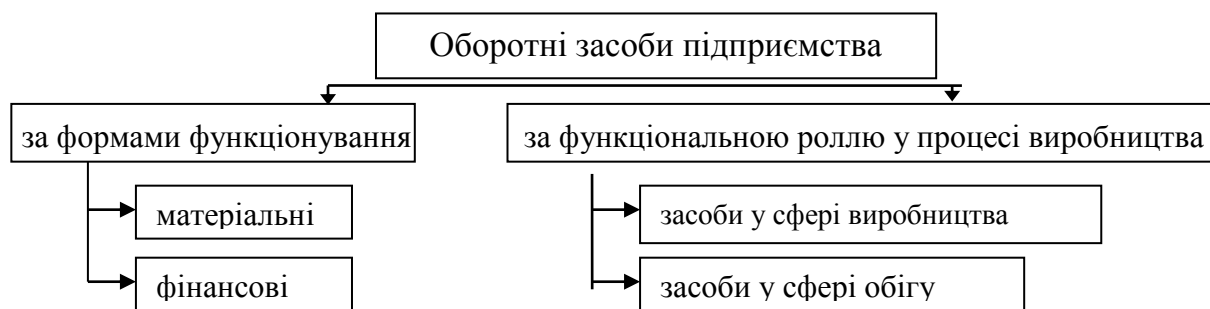 Оборотні засоби підприємства
за формами функціонування
за функціональною роллю у процесі виробництва
матеріальні
засоби у сфері виробництва
фінансові
засоби у сфері обігу